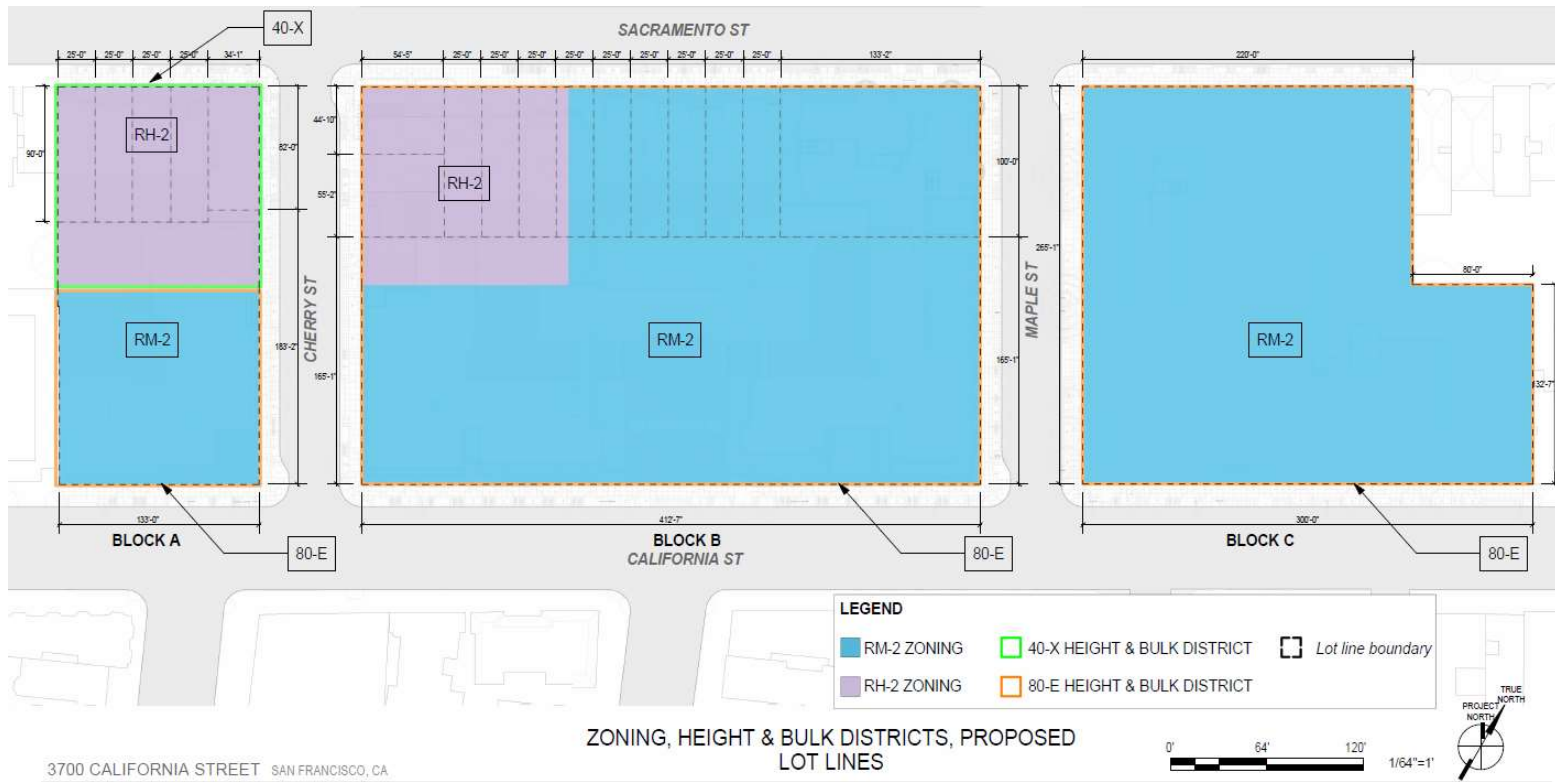 40-X
SACRAMENTO ST
25'-0" 25'-0" 25'-0" 25'-0" 34'-1"
54'-5" 25'-0" 25'-0" 25'-0" 25'-0" 25'-0" 25'-0" 25'-0" 25'-0" 25'-0" 133'-2"
220'-0"
RH-2
90'-0"
82'-0"
44'-10"
55'-2"
RH-2
100'-0"
265'-1"
80'-0"
CHERRY ST
MAPLE ST
RM-2
183'-2"
165'-1"
RM-2
165'-1"
RM-2
32'-7"
133'-0"
412'-7"
300'-0"
BLOCK A
BLOCK B
BLOCK C
80-E
CALIFORNIA ST
80-E
80-E
LEGEND
RM-2 ZONING
40-X HEIGHT & BULK DISTRICT
Lot line boundary
RH-2 ZONING
80-E HEIGHT & BULK DISTRICT
TRUE
NORTH
PROJECT
NORTH
ZONING, HEIGHT & BULK DISTRICTS, PROPOSED
LOT LINES
0' 64' 120'
1/64"=1'
3700 CALIFORNIA STREET SAN FRANCISCO, CA